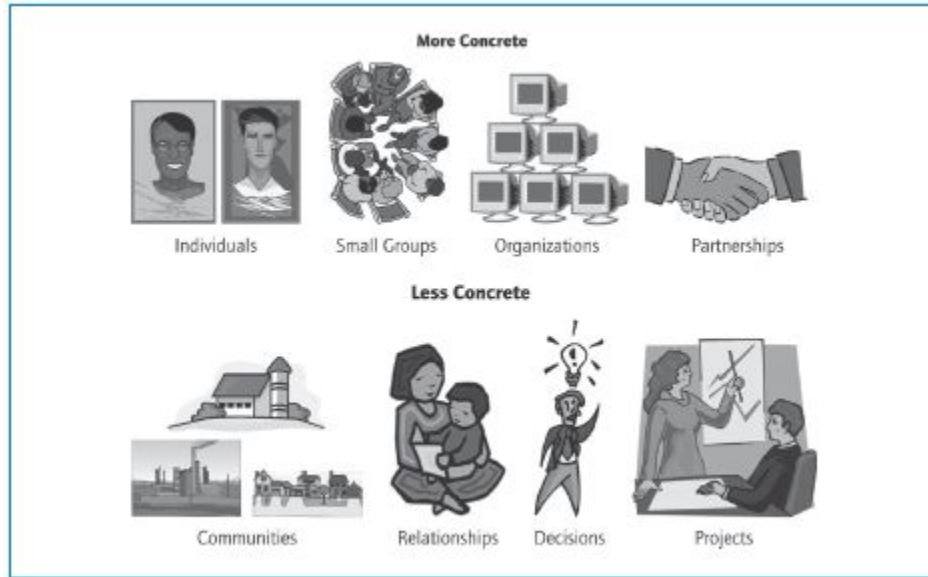 More Concrete
Individuals Small Groups Organizations Partnerships
Less Concrete
Communities Relationships Decisions Projects